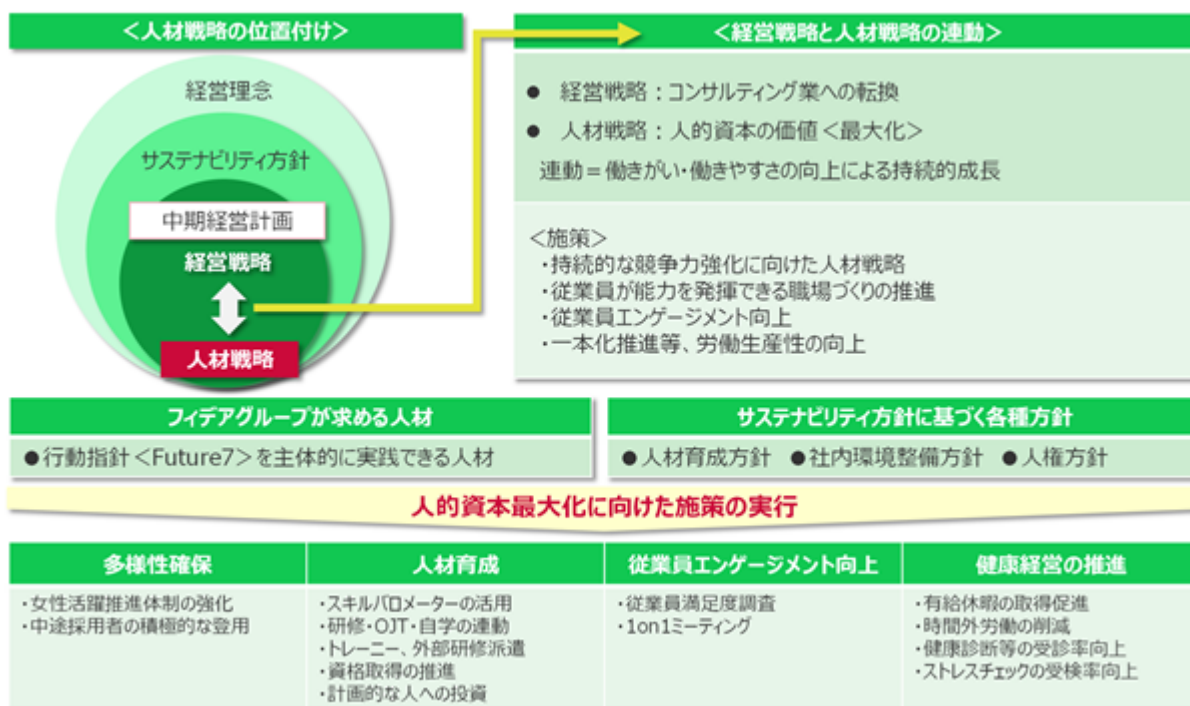 ＜人材戦略の位置付け＞
経営理念
サステナビリティ方針
中期経営計画
経営戦略
人材戦略
＜経営戦略と人材戦略の連動＞
● 経営戦略：コンサルティング業への転換
● 人材戦略：人的資本の価値＜最大化＞
連動＝働きがい・働きやすさの向上による持続的成長
＜施策＞
・持続的な競争力強化に向けた人材戦略
・従業員が能力を発揮できる職場づくりの推進
・従業員エンゲージメント向上
・一本化推進等、労働生産性の向上
フィデアグループが求める人材
●行動指針＜Future7＞を主体的に実践できる人材
サステナビリティ方針に基づく各種方針
●人材育成方針 ●社内環境整備方針 ●人権方針
人的資本最大化に向けた施策の実行
多様性確保
・女性活躍推進体制の強化
・中途採用者の積極的な登用
人材育成
・スキルバロメーターの活用
・研修・OJT・自学の連動
・トレーニー、外部研修派遣
・資格取得の推進
・計画的な人への投資
従業員エンゲージメント向上
・従業員満足度調査
・1on1ミーティング
健康経営の推進
・有給休暇の取得促進
・時間外労働の削減
・健康診断等の受診率向上
・ストレスチェックの受検率向上